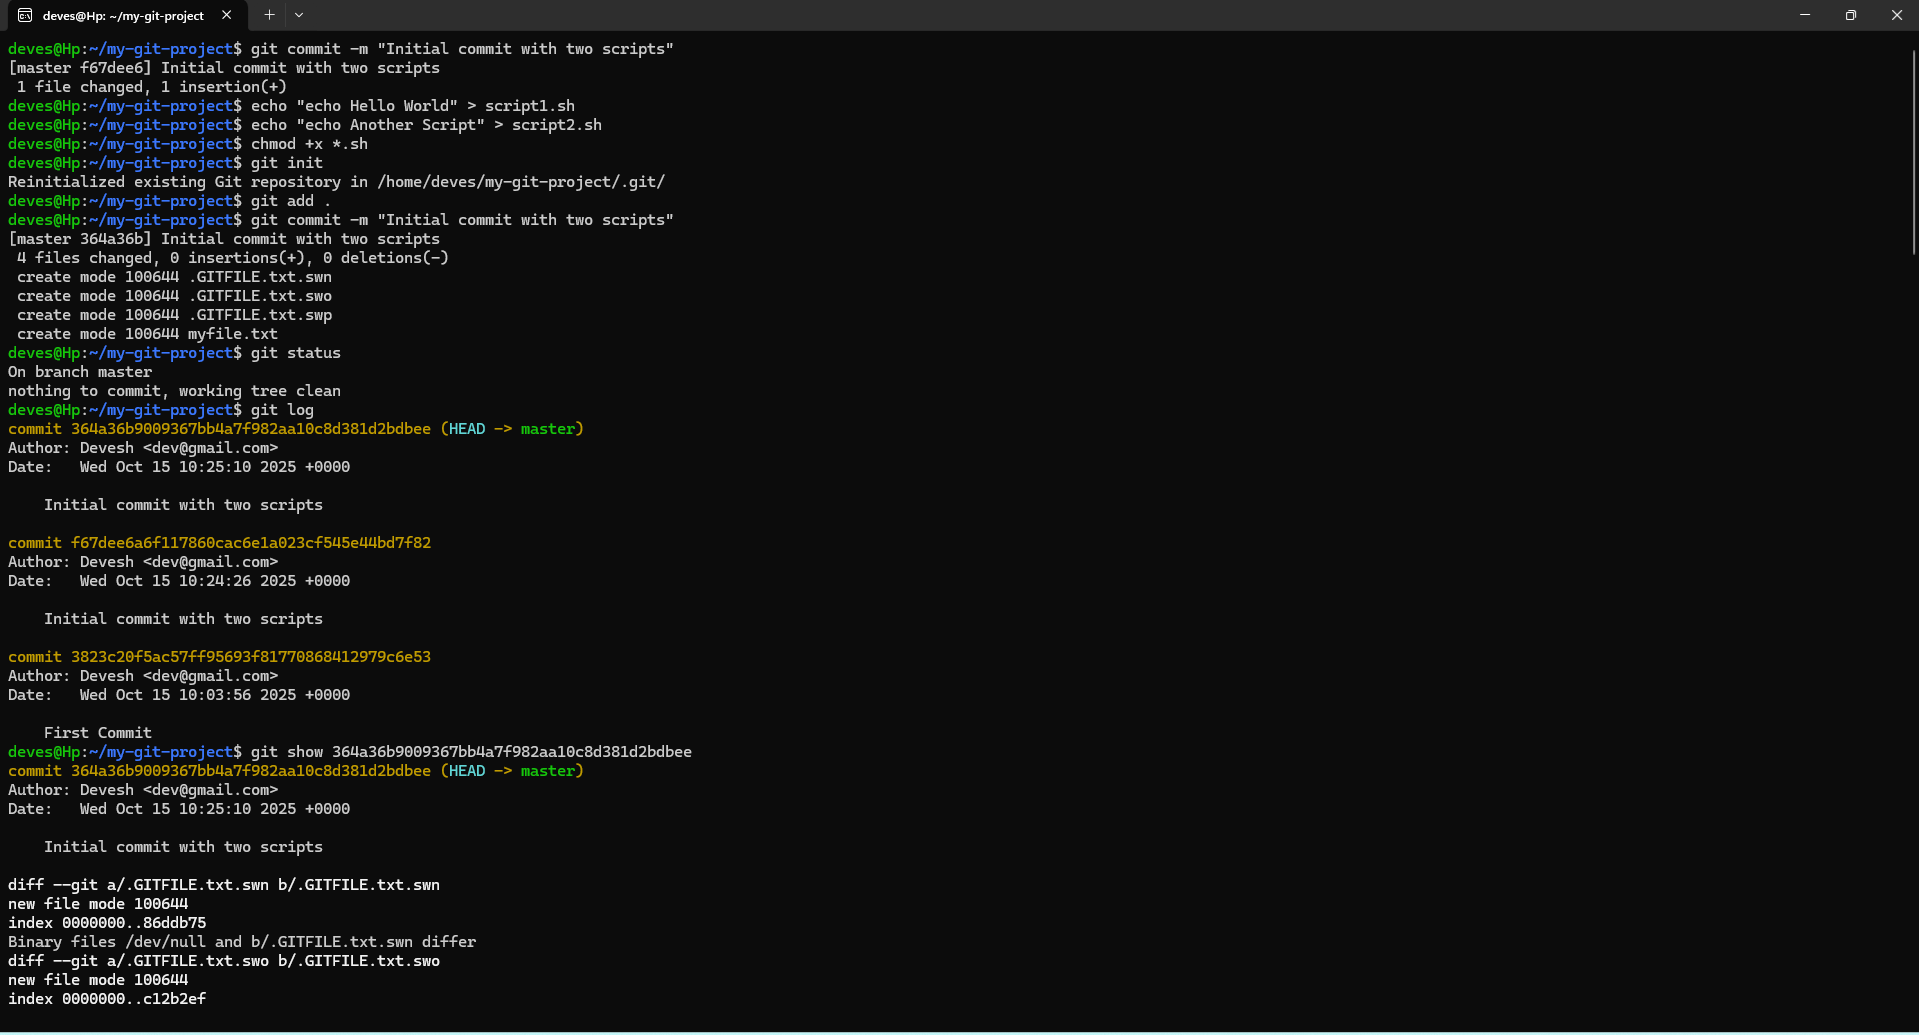 deves@Hp: ~/my-git-project
deves@Hp:~/my-git-project$ git commit -m "Initial commit with two scripts"
[master f67dee6] Initial commit with two scripts
 1 file changed, 1 insertion(+)
deves@Hp:~/my-git-project$ echo "echo Hello World" > script1.sh
deves@Hp:~/my-git-project$ echo "echo Another Script" > script2.sh
deves@Hp:~/my-git-project$ chmod +x *.sh
deves@Hp:~/my-git-project$ git init
Reinitialized existing Git repository in /home/deves/my-git-project/.git/
deves@Hp:~/my-git-project$ git add .
deves@Hp:~/my-git-project$ git commit -m "Initial commit with two scripts"
[master 364a36b] Initial commit with two scripts
 4 files changed, 0 insertions(+), 0 deletions(-)
 create mode 100644 .GITFILE.txt.swn
 create mode 100644 .GITFILE.txt.swo
 create mode 100644 .GITFILE.txt.swp
 create mode 100644 myfile.txt
deves@Hp:~/my-git-project$ git status
On branch master
nothing to commit, working tree clean
deves@Hp:~/my-git-project$ git log
commit 364a36b9009367bb4a7f982aa10c8d381d2bdbee (HEAD -> master)
Author: Devesh <dev@gmail.com>
Date:   Wed Oct 15 10:25:10 2025 +0000

    Initial commit with two scripts

commit f67dee6a6f117860cac6e1a023cf545e44bd7f82
Author: Devesh <dev@gmail.com>
Date:   Wed Oct 15 10:24:26 2025 +0000

    Initial commit with two scripts

commit 3823c20f5ac57ff95693f81770868412979c6e53
Author: Devesh <dev@gmail.com>
Date:   Wed Oct 15 10:03:56 2025 +0000

    First Commit
deves@Hp:~/my-git-project$ git show 364a36b9009367bb4a7f982aa10c8d381d2bdbee
commit 364a36b9009367bb4a7f982aa10c8d381d2bdbee (HEAD -> master)
Author: Devesh <dev@gmail.com>
Date:   Wed Oct 15 10:25:10 2025 +0000

    Initial commit with two scripts

diff --git a/.GITFILE.txt.swn b/.GITFILE.txt.swn
new file mode 100644
index 0000000..86ddb75
Binary files /dev/null and b/.GITFILE.txt.swn differ
diff --git a/.GITFILE.txt.swo b/.GITFILE.txt.swo
new file mode 100644
index 0000000..c12b2ef